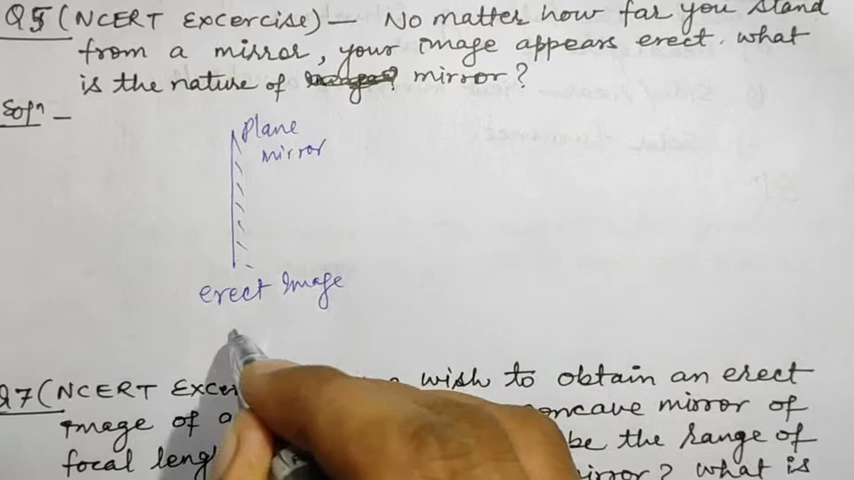 Q5 (NCERT Excercise) - No matter how far you stand
from a mirror, your image appears erect. what
is the nature of mirror?
Solⁿ -
Plane
mirror
erect Image
Q7 (NCERT wish to obtain an erect
image of a concave mirror of
be the range of
focal mirror? what is